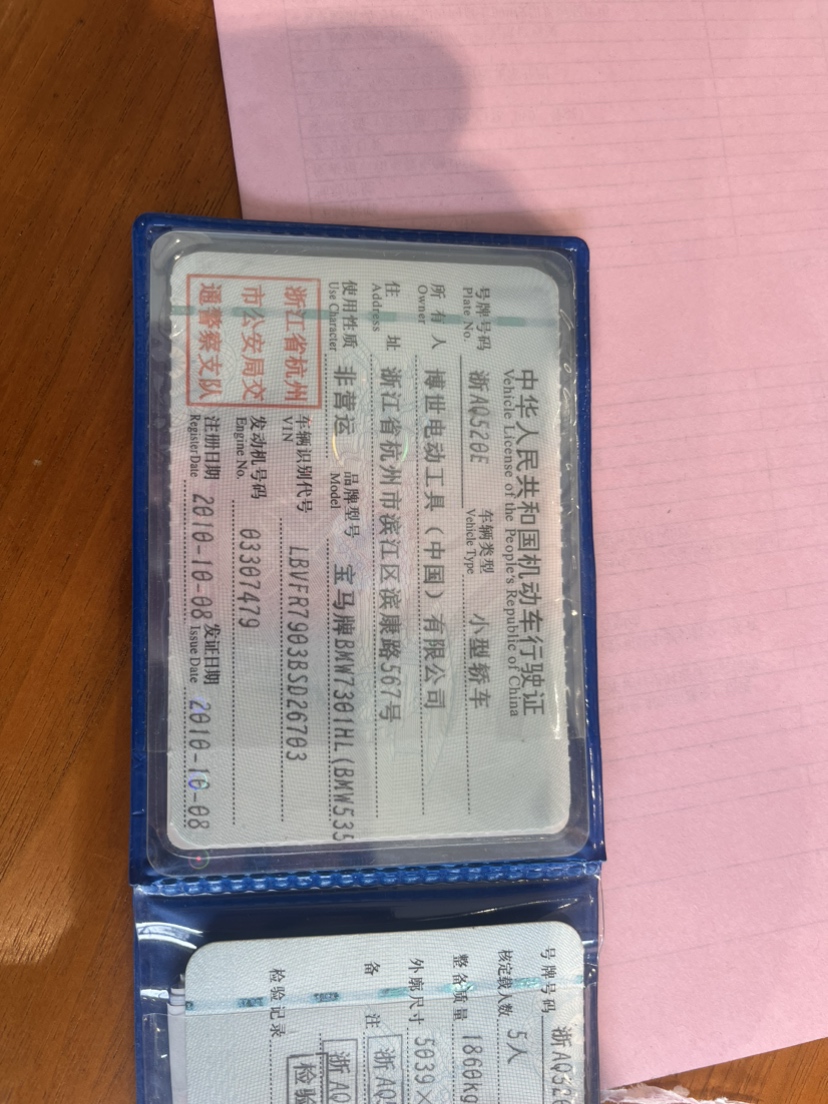 中华人民共和国机动车行驶证
Vehicle License of the People's Republic of China
号牌号码 浙AQ520E 车辆类型 小型轿车
Plate No. Vehicle Type
所有人 博世电动工具（中国）有限公司
Owner
住址 浙江省杭州市滨江区滨康路567号
Address
使用性质 非营运 品牌型号 宝马牌BMW7301HL(BMW535
Use Character Model
浙江省杭州
市公安局交
通警察支队
车辆识别代号 LBVFR7903BSD26703
VIN
发动机号码 03307479
Engine No.
注册日期 2010-10-08 发证日期 2010-10-08
Register Date Issue Date
号牌号码 浙AQ520
核定载人数 5人
整备质量 1860kg
外廓尺寸 5039×
备注 浙AQ
浙AQ
检验记录 检验